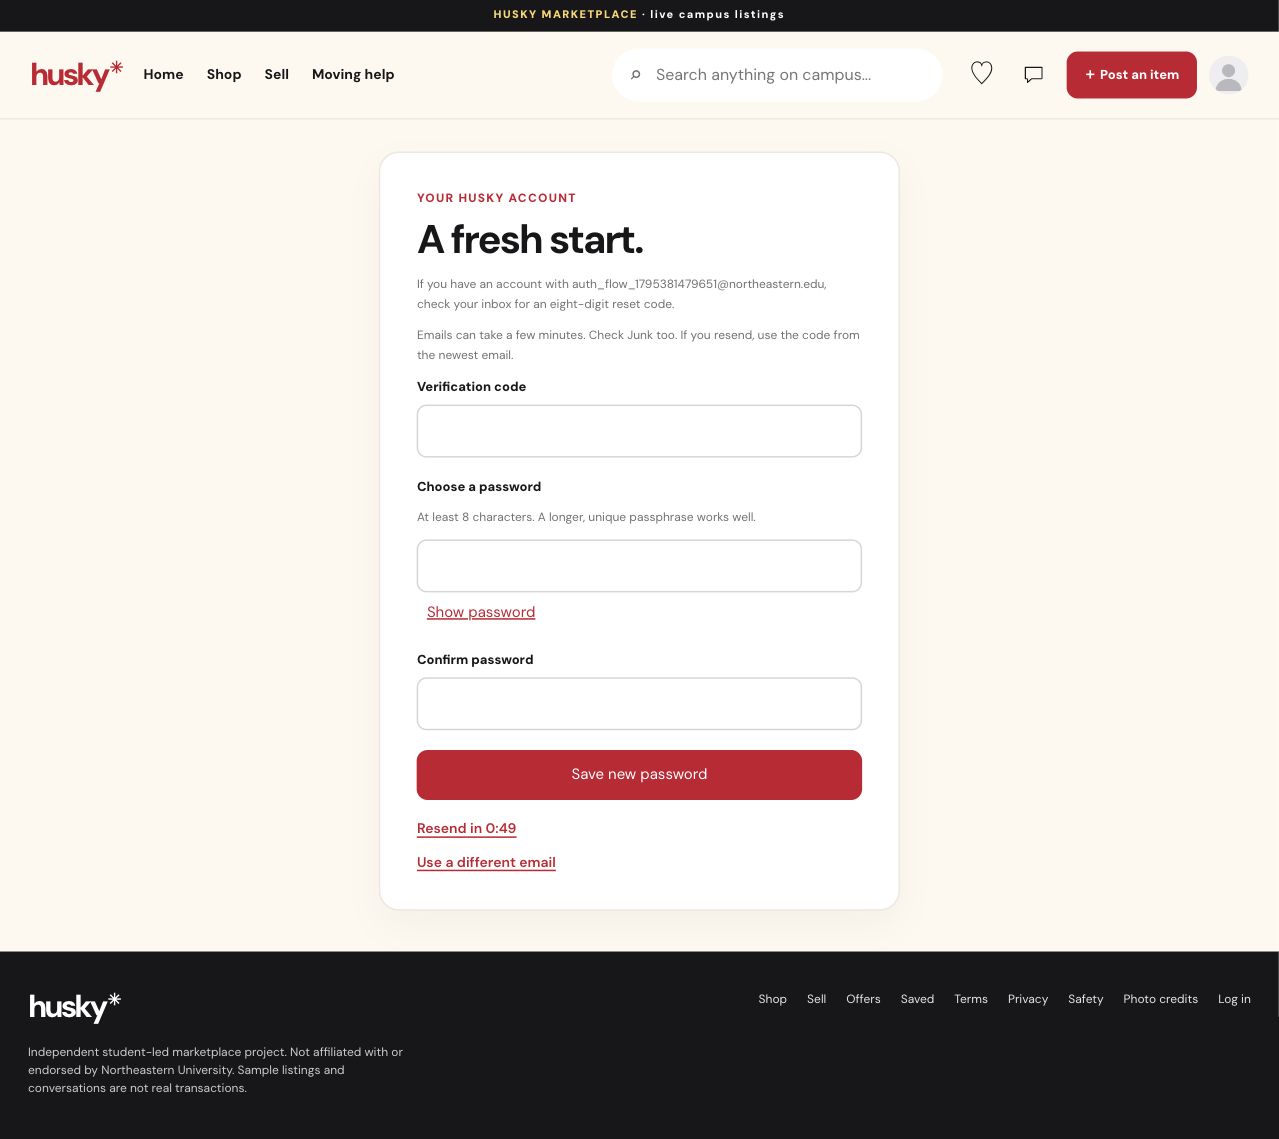 HUSKY MARKETPLACE · live campus listings
husky*
Home
Shop
Sell
Moving help
Search anything on campus...
+ Post an item
YOUR HUSKY ACCOUNT
A fresh start.
If you have an account with auth_flow_1795381479651@northeastern.edu,
check your inbox for an eight-digit reset code.
Emails can take a few minutes. Check Junk too. If you resend, use the code from
the newest email.
Verification code
Choose a password
At least 8 characters. A longer, unique passphrase works well.
Show password
Confirm password
Save new password
Resend in 0:49
Use a different email
husky*
Shop
Sell
Offers
Saved
Terms
Privacy
Safety
Photo credits
Log in
Independent student-led marketplace project. Not affiliated with or
endorsed by Northeastern University. Sample listings and
conversations are not real transactions.